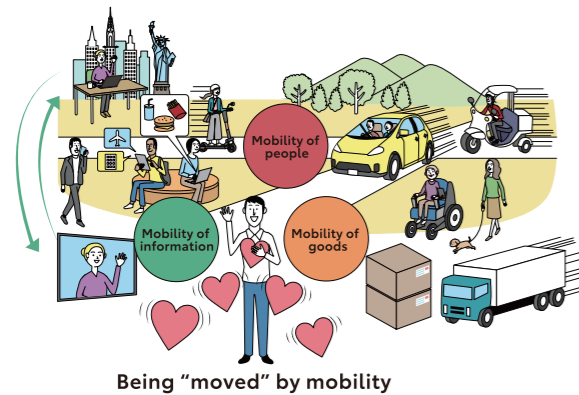 Mobility of
people
Mobility of
information
Mobility of
goods
Being “moved” by mobility